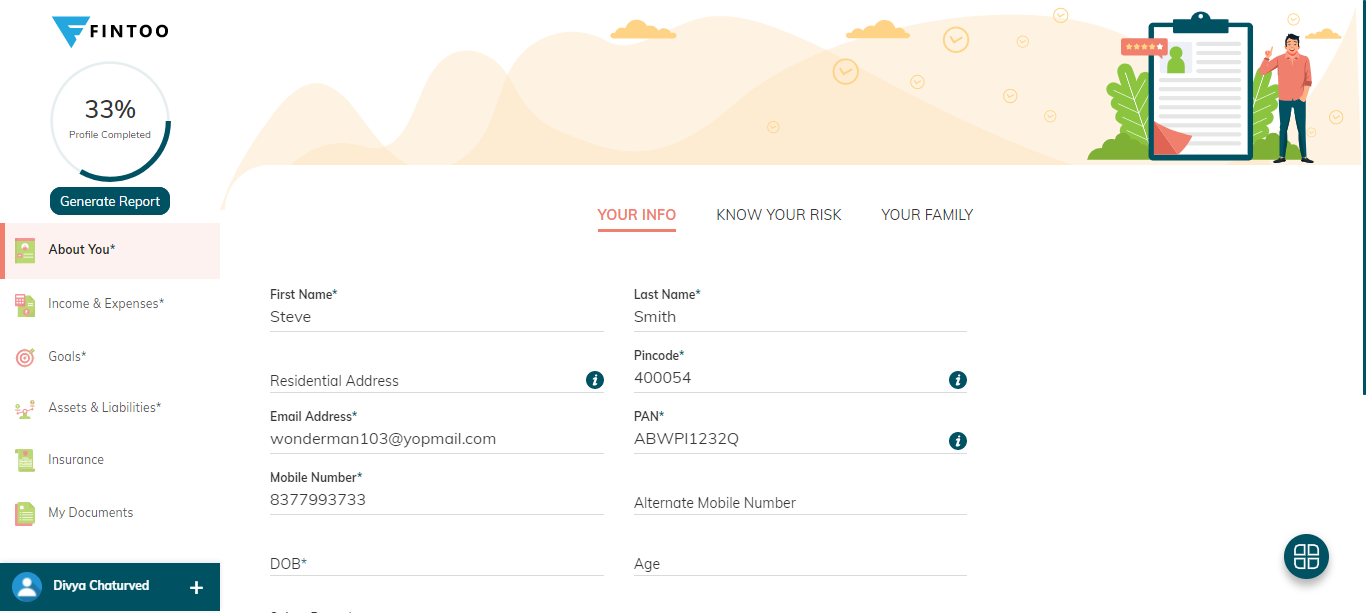 FINTOO
33%
Profile Completed
Generate Report
About You*
Income & Expenses*
Goals*
Assets & Liabilities*
Insurance
My Documents
Divya Chaturved
+
YOUR INFO KNOW YOUR RISK YOUR FAMILY
First Name* Last Name*
Steve Smith
Pincode*
Residential Address 400054
Email Address* PAN*
wonderman103@yopmail.com ABWPI1232Q
Mobile Number*
8377993733 Alternate Mobile Number
DOB* Age